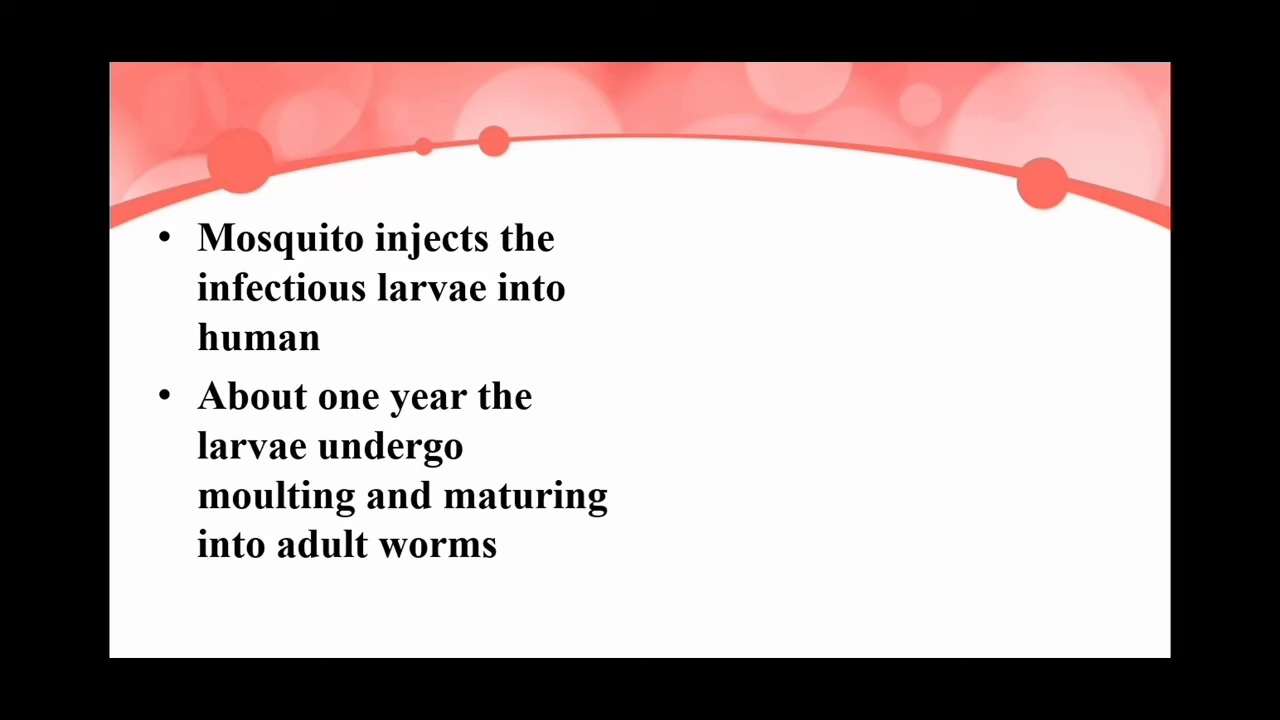 • Mosquito injects the
infectious larvae into
human
• About one year the
larvae undergo
moulting and maturing
into adult worms